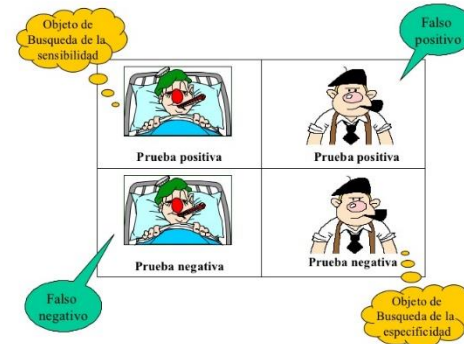 Objeto de
Busqueda de la
sensibilidad
Falso
positivo
Prueba positiva
Prueba positiva
Prueba negativa
Prueba negativa
Falso
negativo
Objeto de
Busqueda de la
especificidad